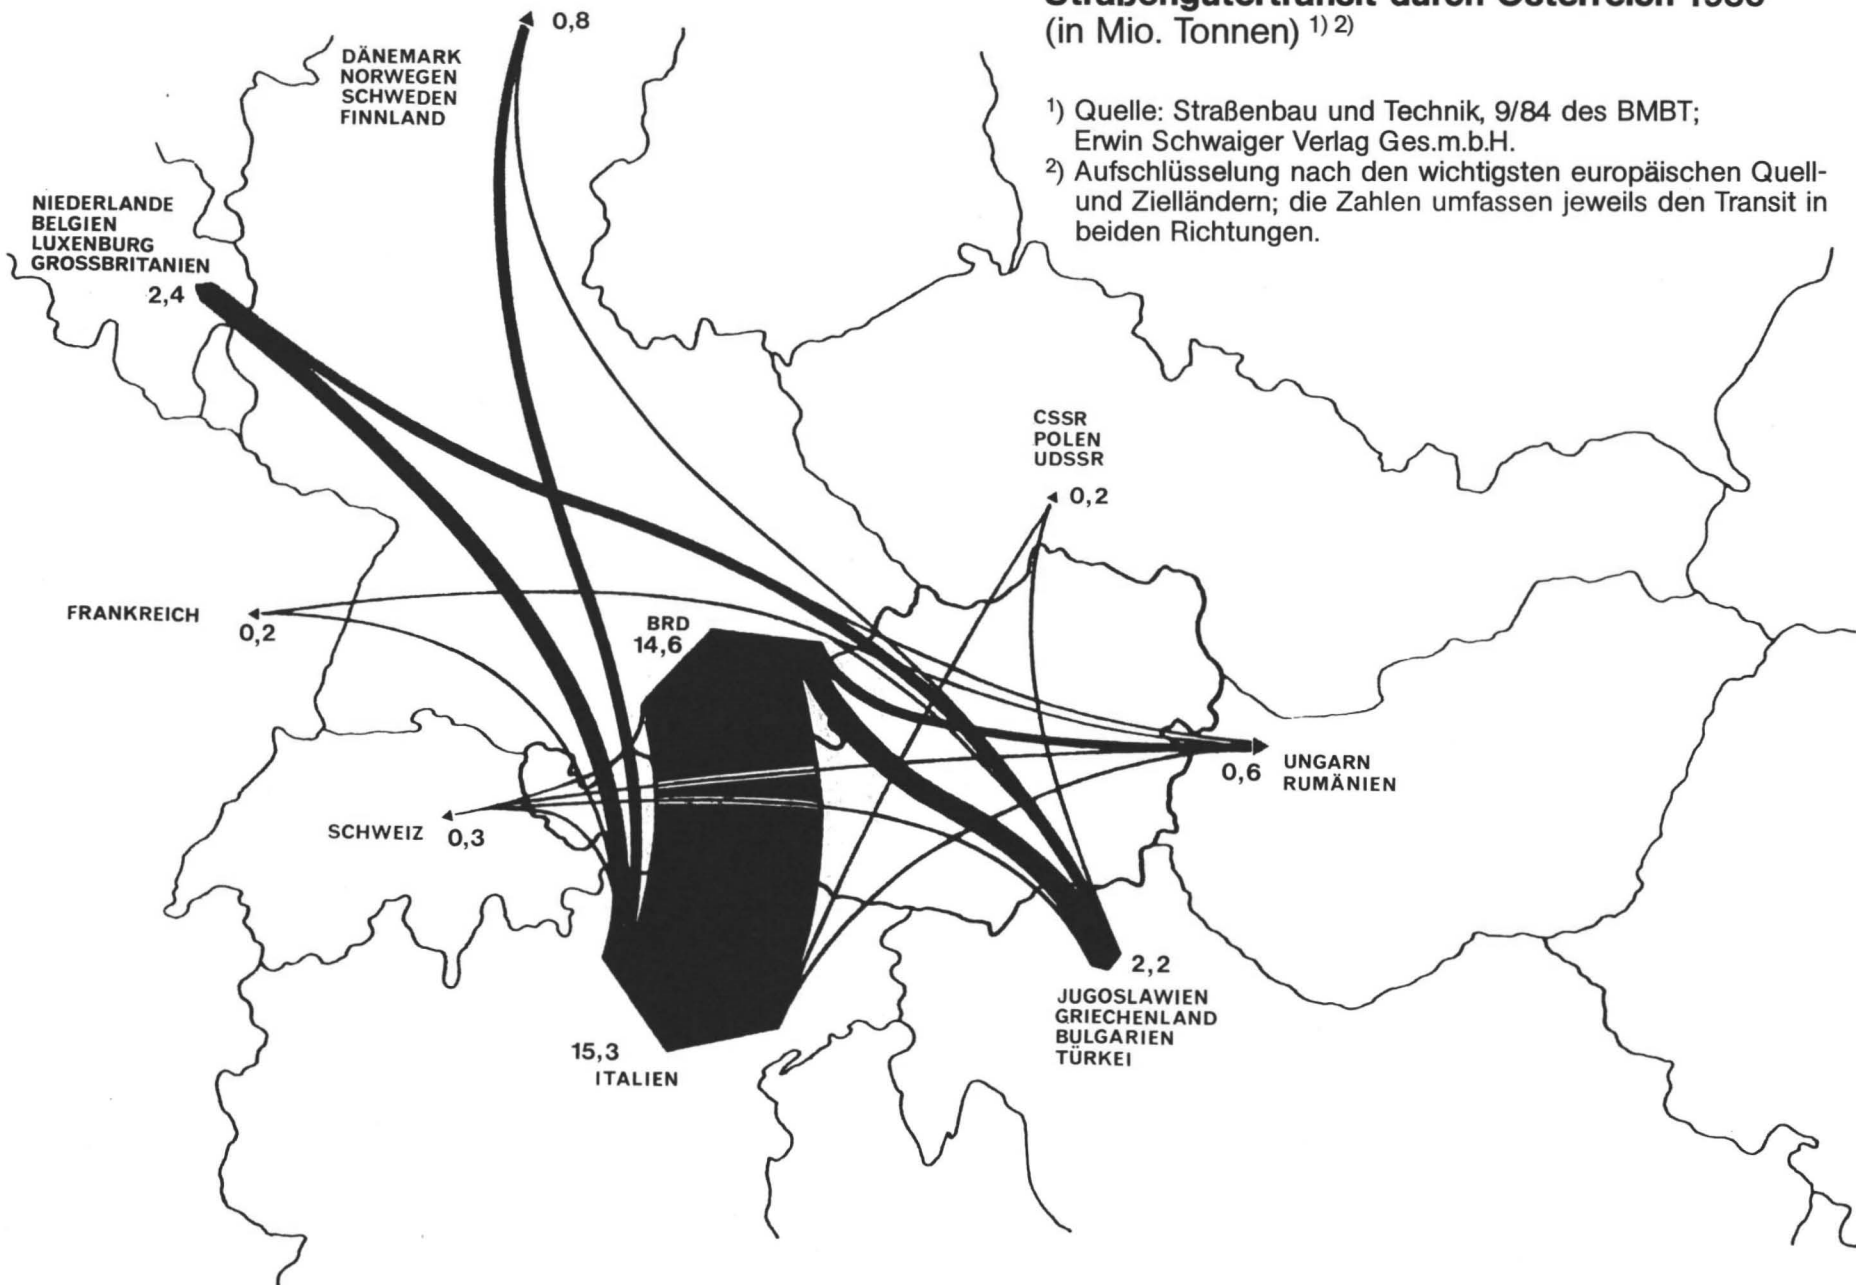 (in Mio. Tonnen) 1) 2)
1) Quelle: Straßenbau und Technik, 9/84 des BMBT;
Erwin Schwaiger Verlag Ges.m.b.H.
2) Aufschlüsselung nach den wichtigsten europäischen Quell-
und Zielländern; die Zahlen umfassen jeweils den Transit in
beiden Richtungen.
0,8
DÄNEMARK
NORWEGEN
SCHWEDEN
FINNLAND
NIEDERLANDE
BELGIEN
LUXENBURG
GROSSBRITANIEN
2,4
CSSR
POLEN
UDSSR
0,2
FRANKREICH
0,2
BRD
14,6
UNGARN
RUMÄNIEN
0,6
SCHWEIZ
0,3
2,2
JUGOSLAWIEN
GRIECHENLAND
BULGARIEN
TÜRKEI
15,3
ITALIEN